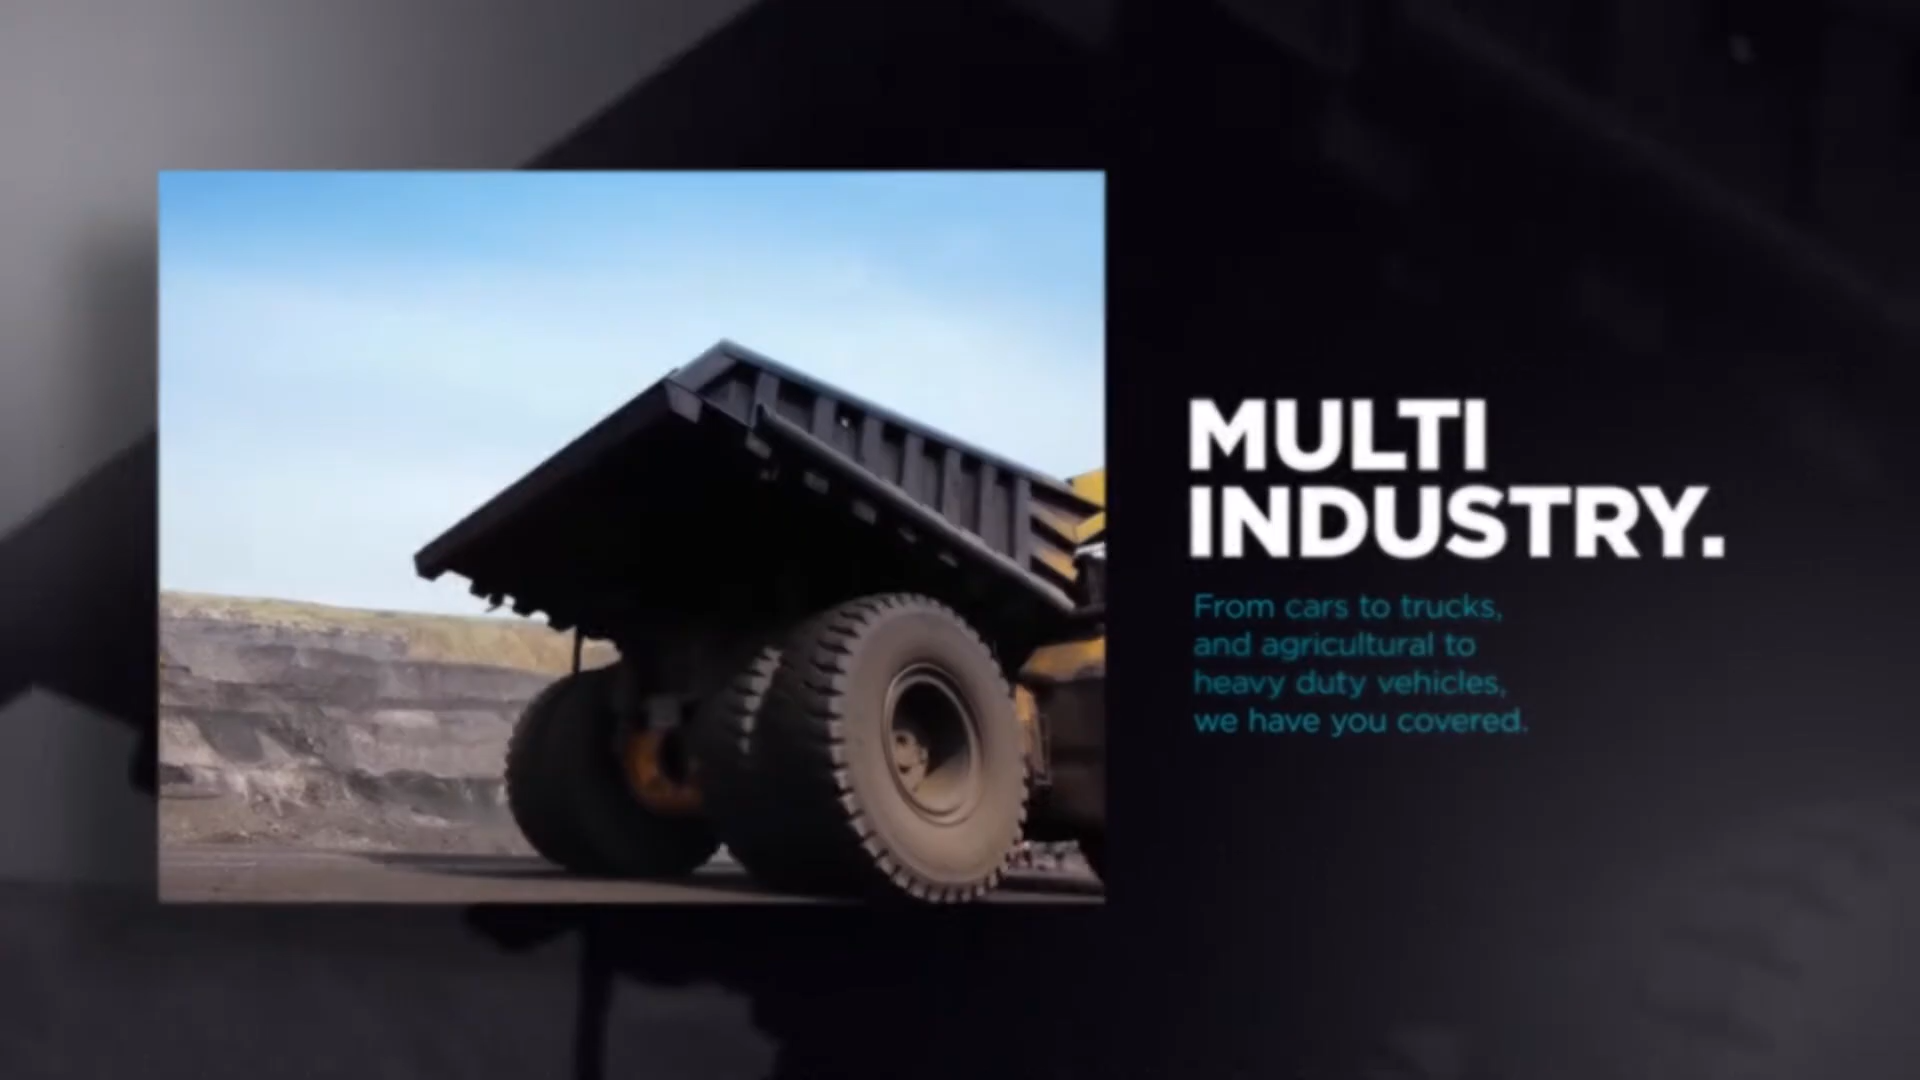 MULTI
INDUSTRY.
From cars to trucks,
and agricultural to
heavy duty vehicles,
we have you covered.